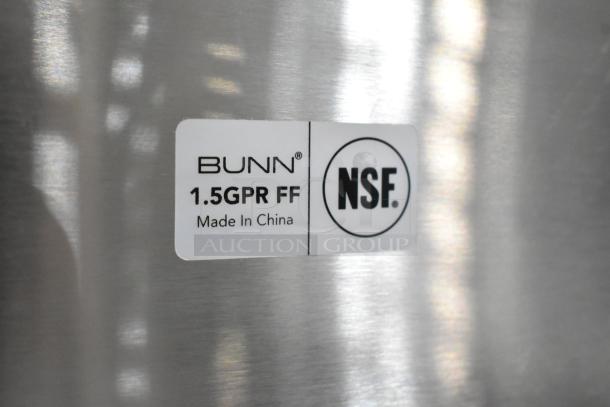 BUNN®
1.5GPR FF
Made In China
NSF®
AUCTION GROUP